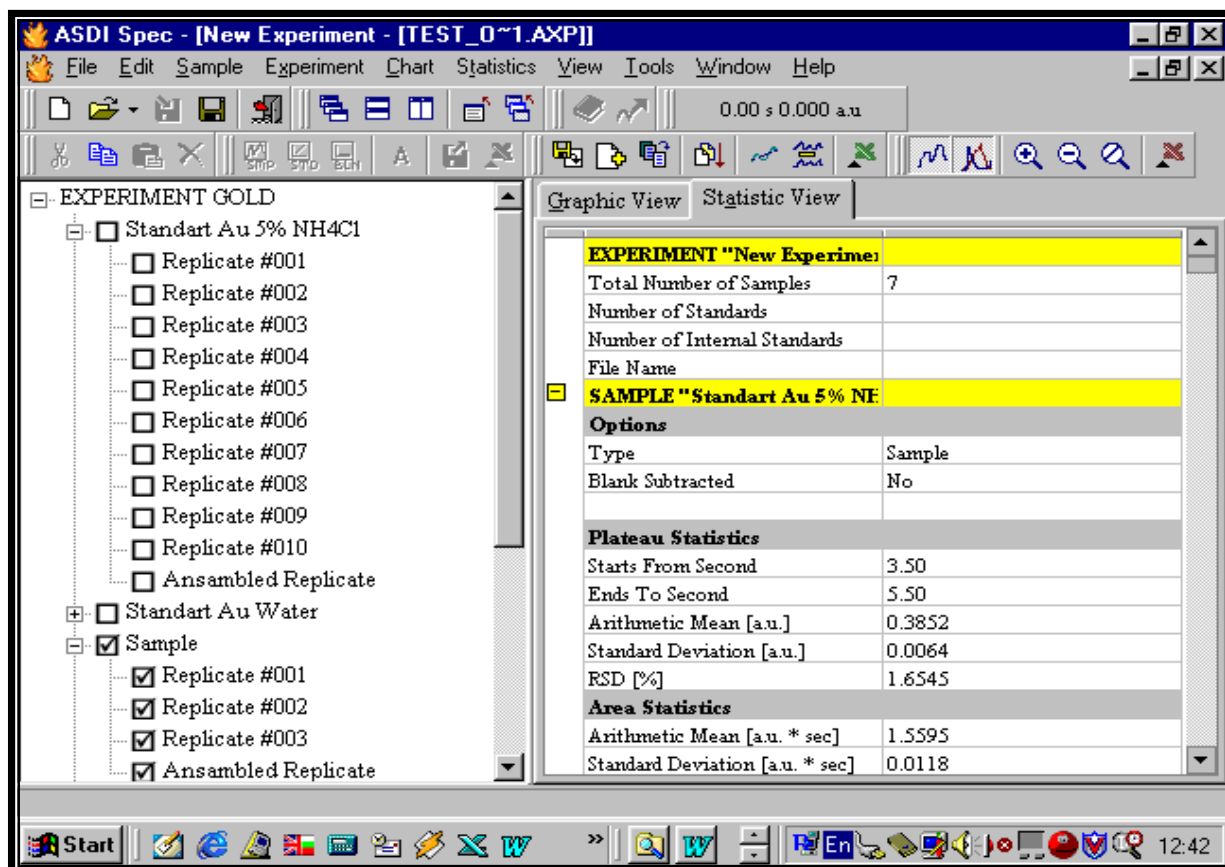 ASDI Spec - [New Experiment - [TEST_0~1.AXP]]
File Edit Sample Experiment Chart Statistics View Tools Window Help
0.00 s 0.000 a.u
SMP STD BLN A
EXPERIMENT GOLD
Standart Au 5% NH4Cl
Replicate #001
Replicate #002
Replicate #003
Replicate #004
Replicate #005
Replicate #006
Replicate #007
Replicate #008
Replicate #009
Replicate #010
Ansambled Replicate
Standart Au Water
Sample
Replicate #001
Replicate #002
Replicate #003
Ansambled Replicate
Graphic View Statistic View
EXPERIMENT "New Experimen
Total Number of Samples 7
Number of Standards
Number of Internal Standards
File Name
SAMPLE "Standart Au 5% NH
Options
Type Sample
Blank Subtracted No
Plateau Statistics
Starts From Second 3.50
Ends To Second 5.50
Arithmetic Mean [a.u.] 0.3852
Standard Deviation [a.u.] 0.0064
RSD [%] 1.6545
Area Statistics
Arithmetic Mean [a.u. * sec] 1.5595
Standard Deviation [a.u. * sec] 0.0118
Start » En 12:42